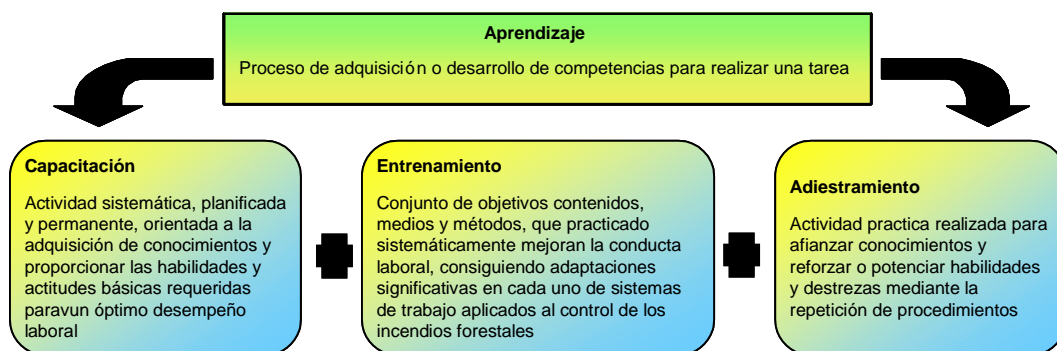 Aprendizaje
Proceso de adquisición o desarrollo de competencias para realizar una tarea
Capacitación
Actividad sistemática, planificada
y permanente, orientada a la
adquisición de conocimientos y
proporcionar las habilidades y
actitudes básicas requeridas
paravun óptimo desempeño
laboral
Entrenamiento
Conjunto de objetivos contenidos,
medios y métodos, que practicado
sistemáticamente mejoran la conducta
laboral, consiguiendo adaptaciones
significativas en cada uno de sistemas
de trabajo aplicados al control de los
incendios forestales
Adiestramiento
Actividad practica realizada para
afianzar conocimientos y
reforzar o potenciar habilidades
y destrezas mediante la
repetición de procedimientos